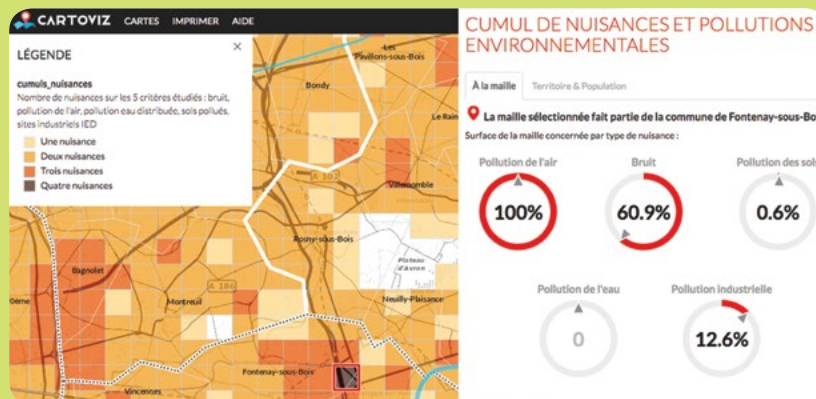 CARTOVIZ CARTES IMPRIMER AIDE
LÉGENDE
×
cumuls_nuisances
Nombre de nuisances sur les 5 critères étudiés : bruit,
pollution de l'air, pollution eau distribuée, sols pollués,
sites industriels IED
Une nuisance
Deux nuisances
Trois nuisances
Quatre nuisances
Les
Pavillons-sous-Bois
Bondy
Le Rain
A 103
Villemomble
Rosny-sous-Bois
Plateau
d'Avron
Bagnolet
A 186
Montreuil
Neuilly-Plaisance
Fontenay-sous-Bois
Vincennes
CUMUL DE NUISANCES ET POLLUTIONS
ENVIRONNEMENTALES
À la maille Territoire & Population
La maille sélectionnée fait partie de la commune de Fontenay-sous-Bo
Surface de la maille concernée par type de nuisance :
Pollution de l'air Bruit Pollution des sols
100% 60.9% 0.6%
Pollution de l'eau Pollution industrielle
0 12.6%